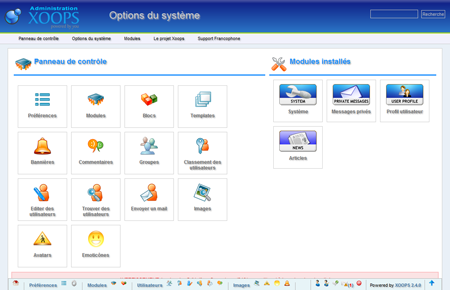 Administration
XOOPS
powered by you
Options du système
Recherche
Panneau de contrôle
Options du système
Modules
Le projet Xoops
Support Francophone
Panneau de contrôle
Modules installés
Préférences
Modules
Blocs
Templates
SYSTEM
Système
PRIVATE MESSAGES
Messages privés
USER PROFILE
Profil utilisateur
Bannières
Commentaires
Groupes
Classement des
utilisateurs
NEWS
Articles
Editer des
utilisateurs
Trouver des
utilisateurs
Envoyer un mail
Images
Avatars
Emoticônes
Préférences
Modules
Utilisateurs
Images
Powered by XOOPS 2.4.0